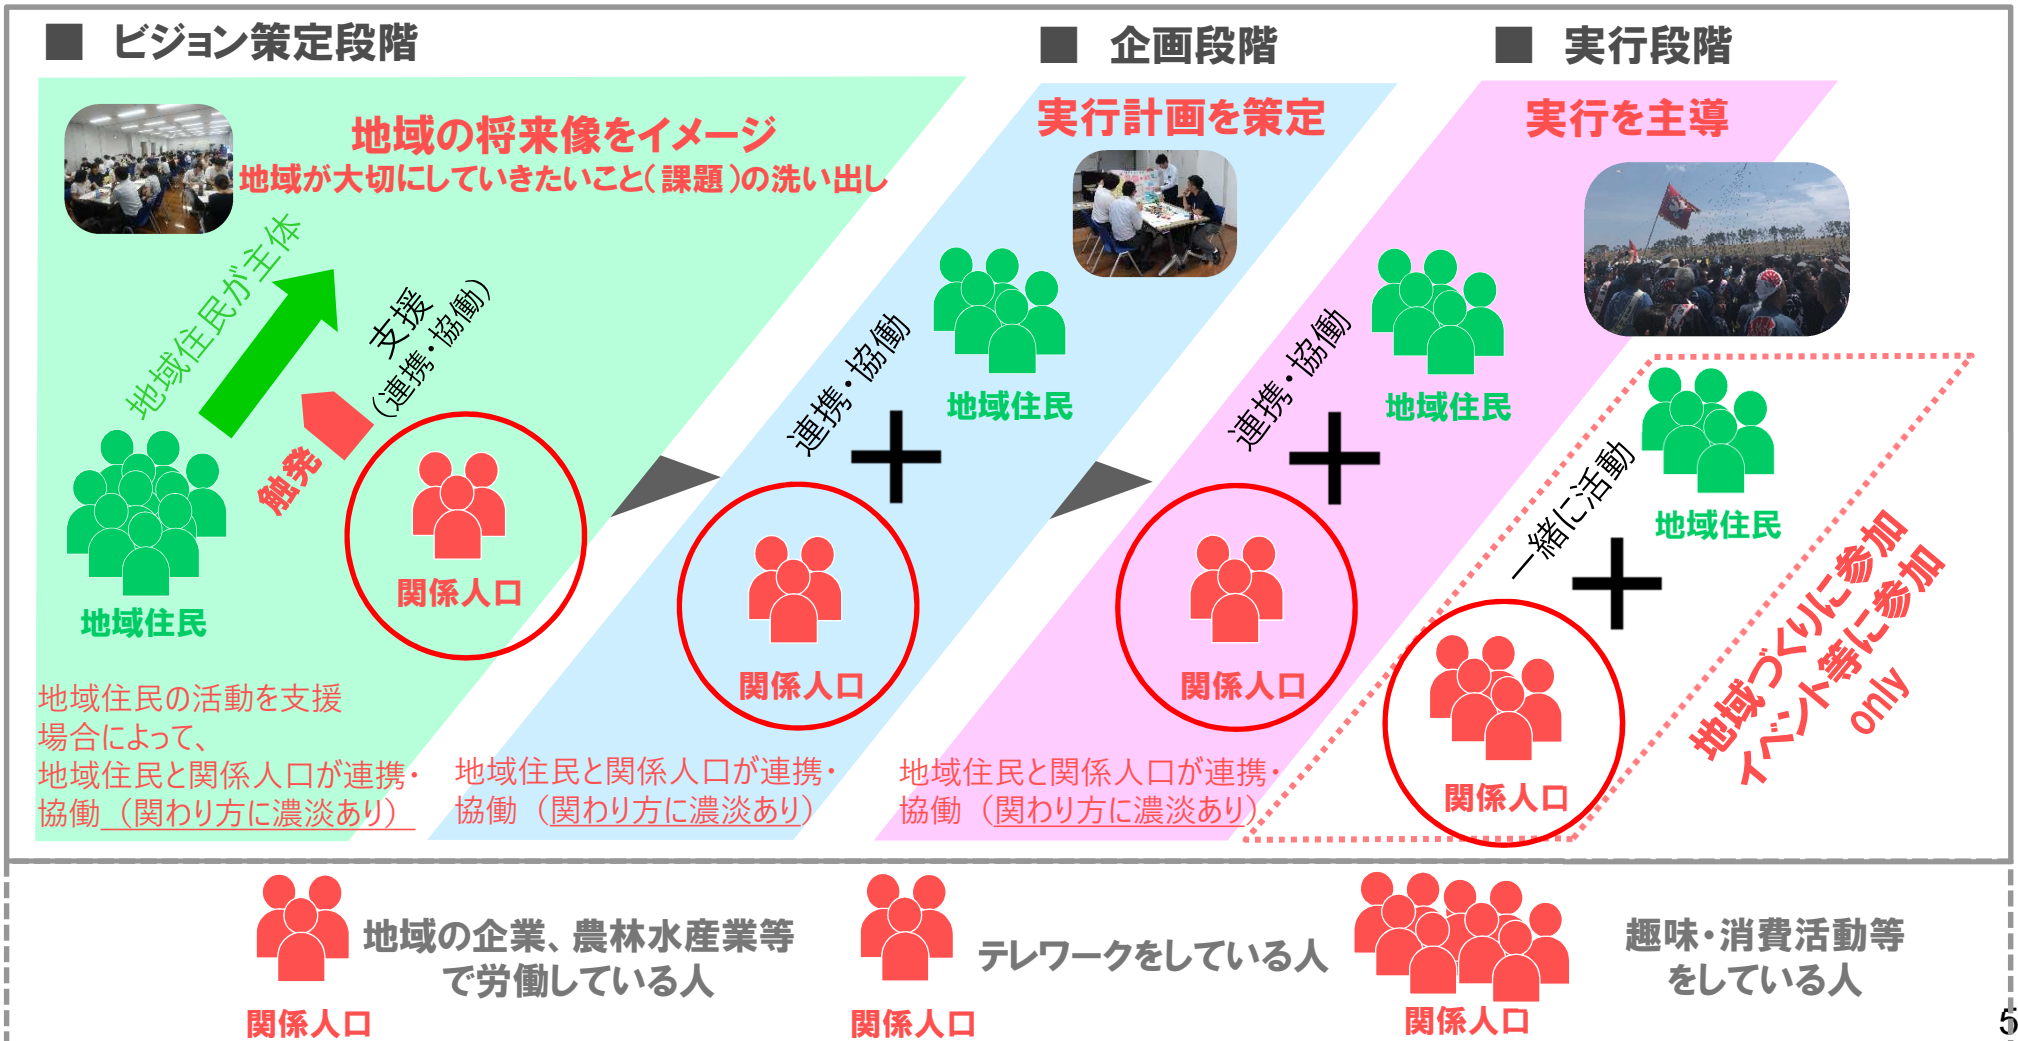 ■ ビジョン策定段階
地域の将来像をイメージ
地域が大切にしていきたいこと(課題)の洗い出し
地域住民が主体
支援
(連携・協働)
触発
地域住民
関係人口
地域住民の活動を支援
場合によって、
地域住民と関係人口が連携・
協働（関わり方に濃淡あり）
■ 企画段階
実行計画を策定
連携・協働
地域住民
関係人口
地域住民と関係人口が連携・
協働（関わり方に濃淡あり）
■ 実行段階
実行を主導
連携・協働
地域住民
関係人口
地域住民と関係人口が連携・
協働（関わり方に濃淡あり）
一緒に活動
地域住民
関係人口
地域づくりに参加
イベント等に参加
only
関係人口
地域の企業、農林水産業等
で労働している人
関係人口
テレワークをしている人
関係人口
趣味・消費活動等
をしている人
5